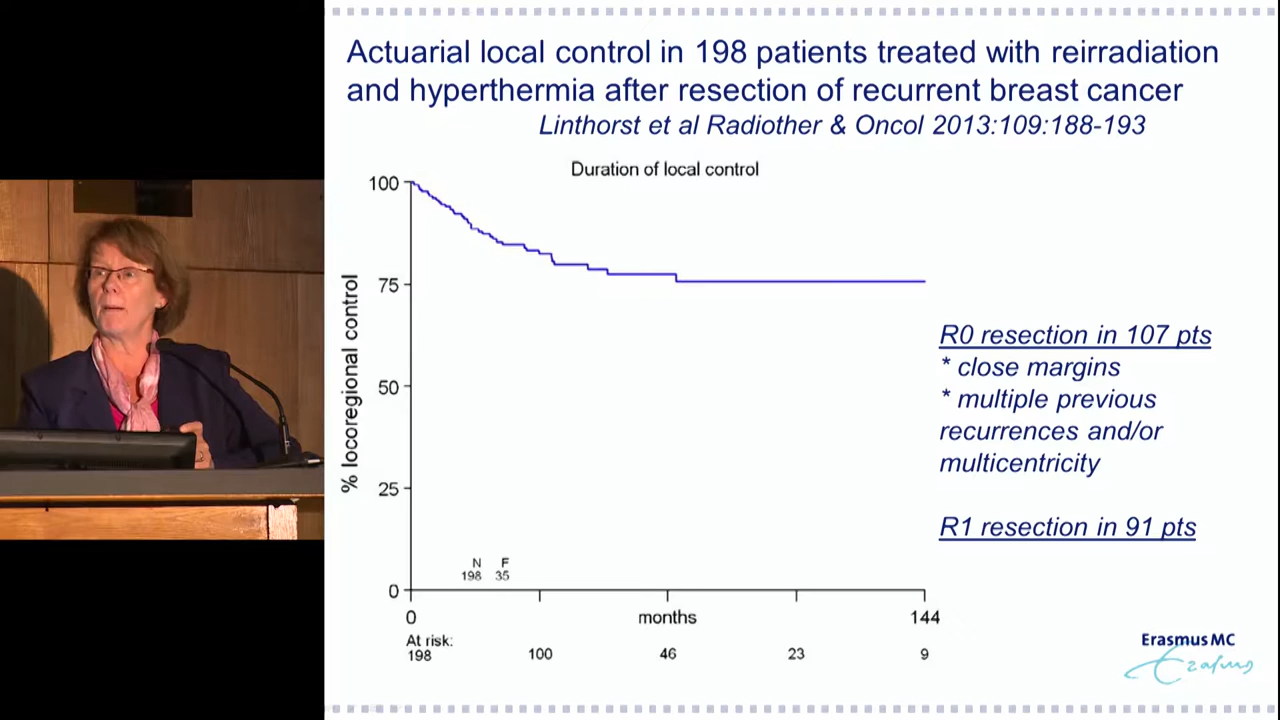 Actuarial local control in 198 patients treated with reirradiation
and hyperthermia after resection of recurrent breast cancer
Linthorst et al Radiother & Oncol 2013:109:188-193
Duration of local control
% locoregional control
100
75
50
25
0
N F
198 35
0 months 144
At risk:
198 100 46 23 9
R0 resection in 107 pts
* close margins
* multiple previous
recurrences and/or
multicentricity
R1 resection in 91 pts
Erasmus MC
Erasmus